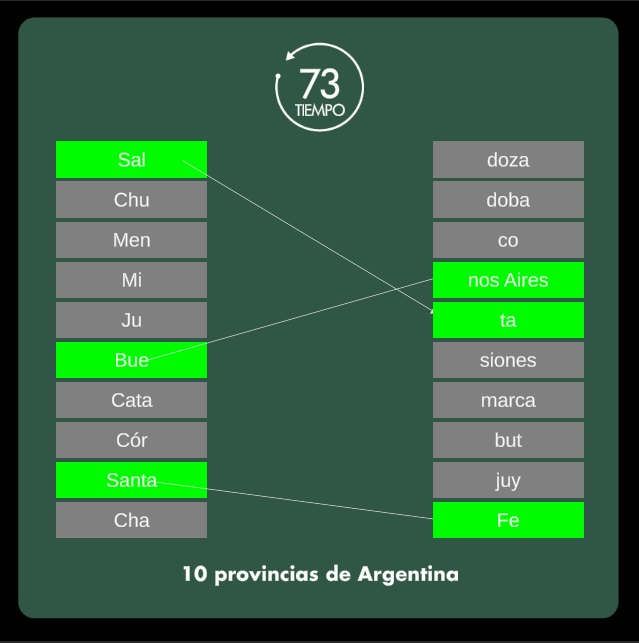 73
TIEMPO
Sal
doza
Chu
doba
Men
co
Mi
nos Aires
Ju
ta
Bue
siones
Cata
marca
Cór
but
Santa
juy
Cha
Fe
10 provincias de Argentina